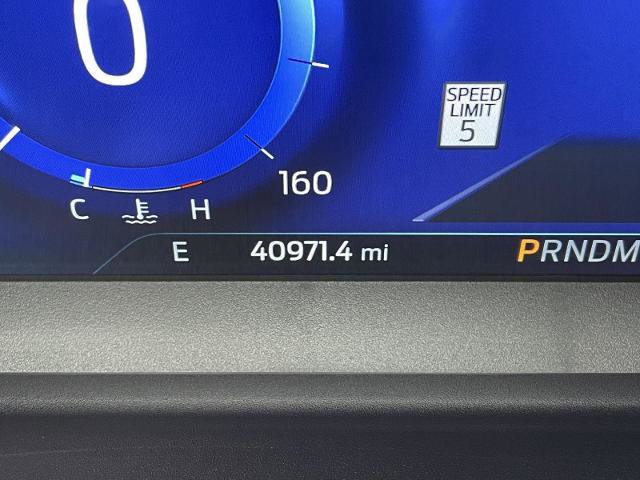 0
SPEED
LIMIT
5
160
C H
E 40971.4 mi PRNDM